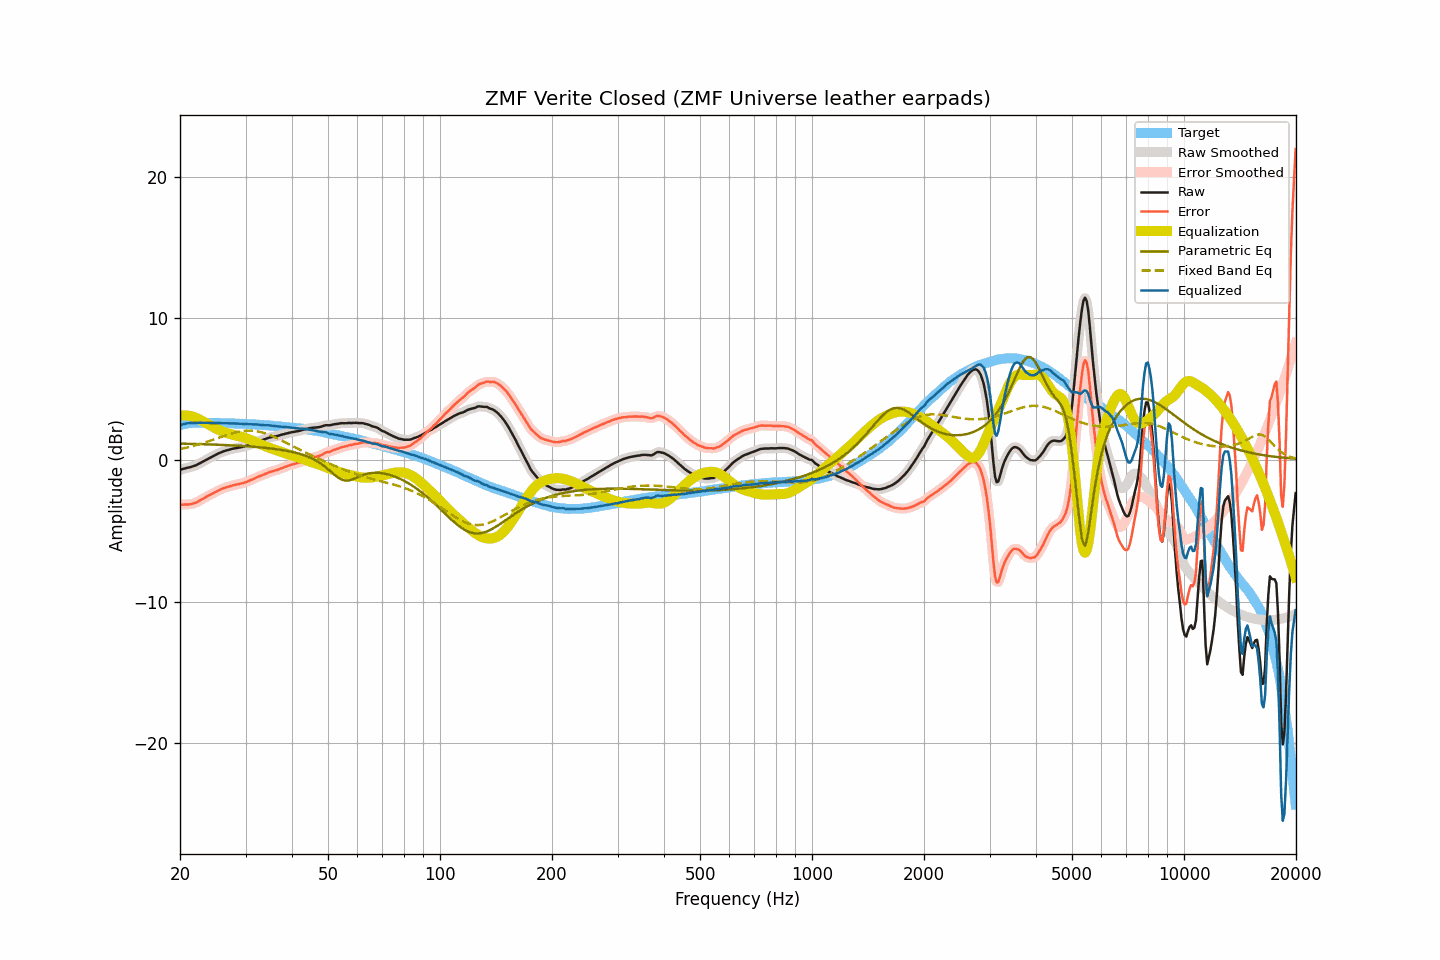 ZMF Verite Closed (ZMF Universe leather earpads)
Target
Raw Smoothed
Error Smoothed
Raw
Error
Equalization
Parametric Eq
Fixed Band Eq
Equalized
Amplitude (dBr)
20
10
0
−10
−20
20 50 100 200 500 1000 2000 5000 10000 20000
Frequency (Hz)